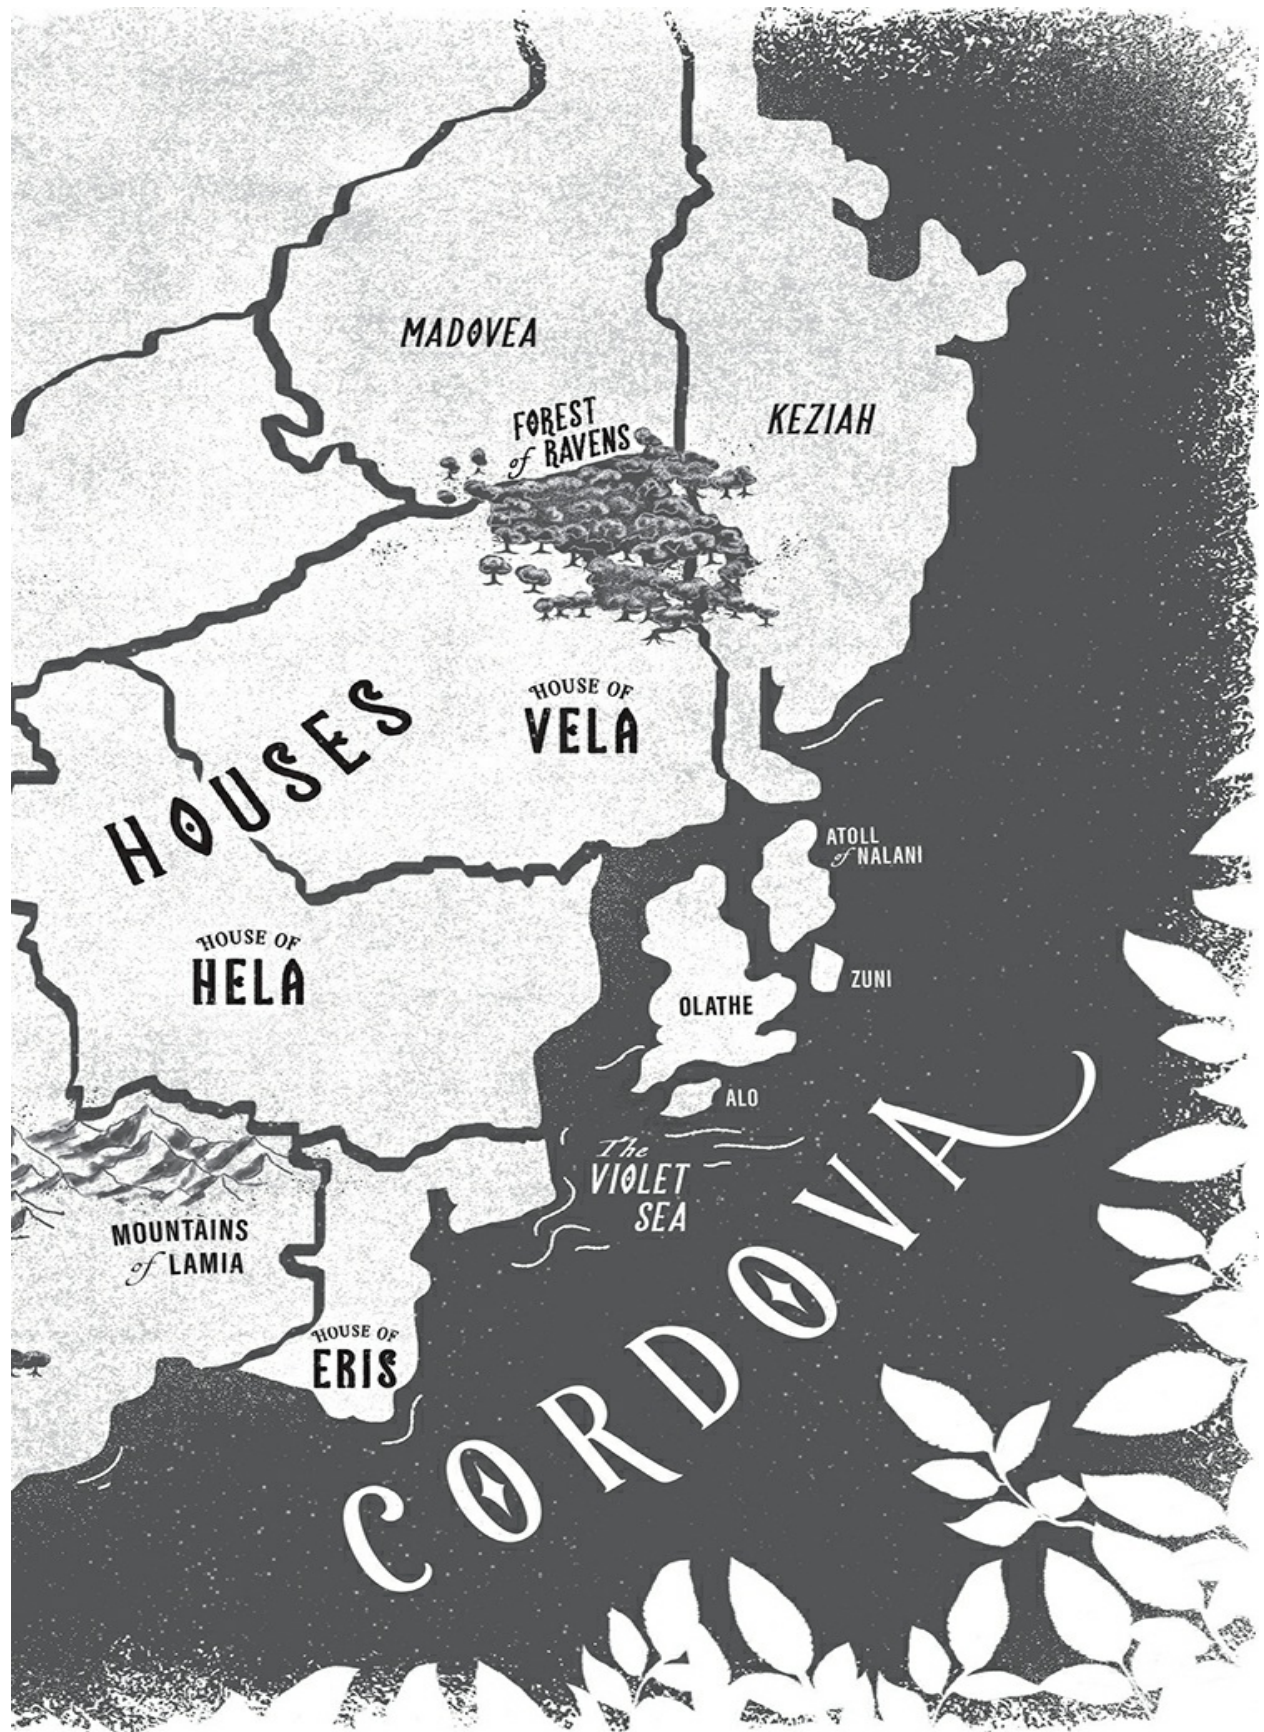 MADOVEA
KEZIAH
FOREST
of RAVENS
HOUSES
HOUSE OF
VELA
ATOLL
of NALANI
HOUSE OF
HELA
ZUNI
OLATHE
ALO
The
VIOLET
SEA
MOUNTAINS
of LAMIA
HOUSE OF
ERIS
CORDOVA